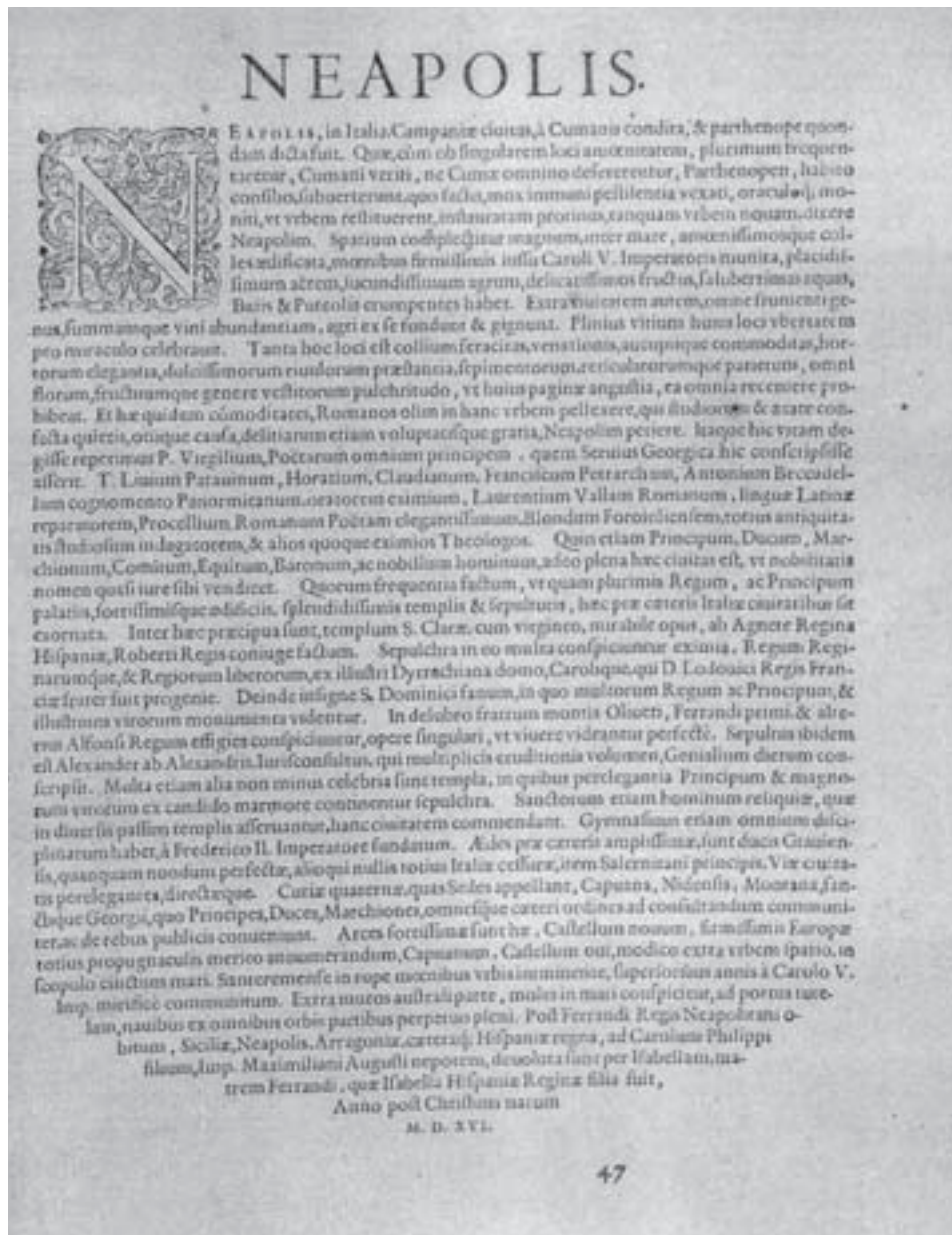 NEAPOLIS.
NEAPOLIS, in Italia, Campaniæ ciuitas, à Cumanis condita, & parthenope quon-
dam dicta fuit. Quæ, cùm ob singularem loci amœnitatem, plurimum frequen-
taretur, Cumani veriti, ne Cumæ omnino desererentur, Parthenopen, habito
consilio, subuerterunt, quo facto, mox immani pestilentia vexati, oraculoq́; mo-
niti, vt vrbem restituerent, instauratam protinus, tanquam vrbem nouam, dixere
Neapolim. Spatium complectitur magnum, inter mare, amœnissimosque col-
les ædificata, mœnibus firmissimis iussu Caroli V. Imperatoris munita, placidis-
simum aërem, iucundissimum agrum, delicatissimos fructus, saluberrimas aquas,
Baiis & Puteolis erumpentes habet. Extra ciuitatem autem, omne frumenti ge-
nus, summamque vini abundantiam, agri ex se fundunt & gignunt. Plinius vitium huius loci vbertatem
pro miraculo celebrauit. Tanta hoc loci est collium feracitas, venationis, aucupiique commoditas, hor-
torum elegantia, dulcissimorum riuulorum præstantia, sepimentorum, reticulatorumque parietum, omni
florum, fructuumque genere vestitorum pulchritudo, vt huius paginæ angustia, ea omnia recensere pro-
hibeat. Et hæ quidem cómoditates, Romanos olim in hanc vrbem pellexere, qui studiorum & ætate con-
fecta quietis, otiique causa, delitiarum etiam voluptatisque gratia, Neapolim petiere. Itaque hic vitam de-
gisse reperimus P. Virgilium, Poëtarum omnium principem, quem Seruius Georgica hic conscripsisse
asserit. T. Liuium Patauinum, Horatium, Claudianum, Franciscum Petrarcham, Antonium Beccadel-
lum cognomento Panormitanum, oratorem eximium, Laurentium Vallam Romanum, linguæ Latinæ
reparatorem, Procellium Romanum Poëtam elegantissimum, Blondum Foroiuliensem, totius antiquita-
tis studiosum indagatorem, & alios quoque eximios Theologos. Quin etiam Principum, Ducum, Mar-
chionum, Comitum, Equitum, Baronum, ac nobilium hominum, adeo plena hæc ciuitas est, vt nobilitatis
nomen quasi iure sibi vendicet. Quorum frequentia factum, vt quam plurimis Regum, ac Principum
palatiis, fortissimisque ædificiis, splendidissimis templis & sepulturis, hæc præ cæteris Italiæ ciuitatibus sit
exornata. Inter hæc præcipua sunt, templum S. Claræ, cum virgineo, mirabile opus, ab Agnete Regina
Hispaniæ, Roberti Regis coniuge factum. Sepulchra in eo multa conspiciuntur eximia, Regum Regi-
narumque, & Regiorum liberorum, ex illustri Dyrrachiana domo, Carolique, qui D. Lodouici Regis Fran-
ciæ frater fuit progenie. Deinde insigne S. Dominici fanum, in quo multorum Regum ac Principum, &
illustrium virorum monumenta videntur. In delubro fratrum montis Oliueti, Ferrandi primi & alte-
rius Alfonsi Regum effigies conspiciuntur, opere singulari, vt viuere videantur perfectè. Sepultus ibidem
est Alexander ab Alexandris, Iurisconsultus, qui multiplicis eruditionis volumen, Genialium dierum con-
scripsit. Multa etiam alia non minus celebria sunt templa, in quibus perelegantia Principum & magno-
rum virorum ex candido marmore continentur sepulchra. Sanctorum etiam hominum reliquiæ, quæ
in diuersis passim templis asseruantur, hanc ciuitatem commendant. Gymnasium etiam omnium disci-
plinarum habet, à Frederico II. Imperatore fundatum. Ædes præ cæteris amplissimæ, sunt ducis Grauien-
sis, quanquam nondum perfectæ, alioqui nullis totius Italiæ cessuræ, item Salernitani principis. Viæ ciuita-
tis perelegantes, directæque. Curiæ quaternæ, quas Sedes appellant, Capuana, Nidensis, Montana, san-
ctique Georgii, quo Principes, Duces, Marchiones, omnesque cæteri ordines ad consultandum communi-
ter, ac de rebus publicis conueniunt. Arces fortissimæ sunt hæ, Castellum nouum, firmissimis Europæ
totius propugnaculis merito annumerandum, Capuanum, Castellum oui, modico extra vrbem spatio, in
scopulo cinctum mari. Santeremense in rupe mœnibus vrbis imminente, superioribus annis à Carolo V.
Imp. mirificè communitum. Extra muros australi parte, moles in mari conspicitur, ad portus tute-
lam, nauibus ex omnibus orbis partibus perpetuo pleni. Post Ferrandi Regis Neapolitani o-
bitum, Siciliæ, Neapolis, Arragoniæ, cæteraq́; Hispaniæ regna, ad Carolum Philippi
filium, Imp. Maximiliani Augusti nepotem, deuoluta sunt per Isabellam, ma-
trem Ferrandi, quæ Isabella Hispaniæ Reginæ filia fuit,
Anno post Christum natum
M. D. XVI.
47